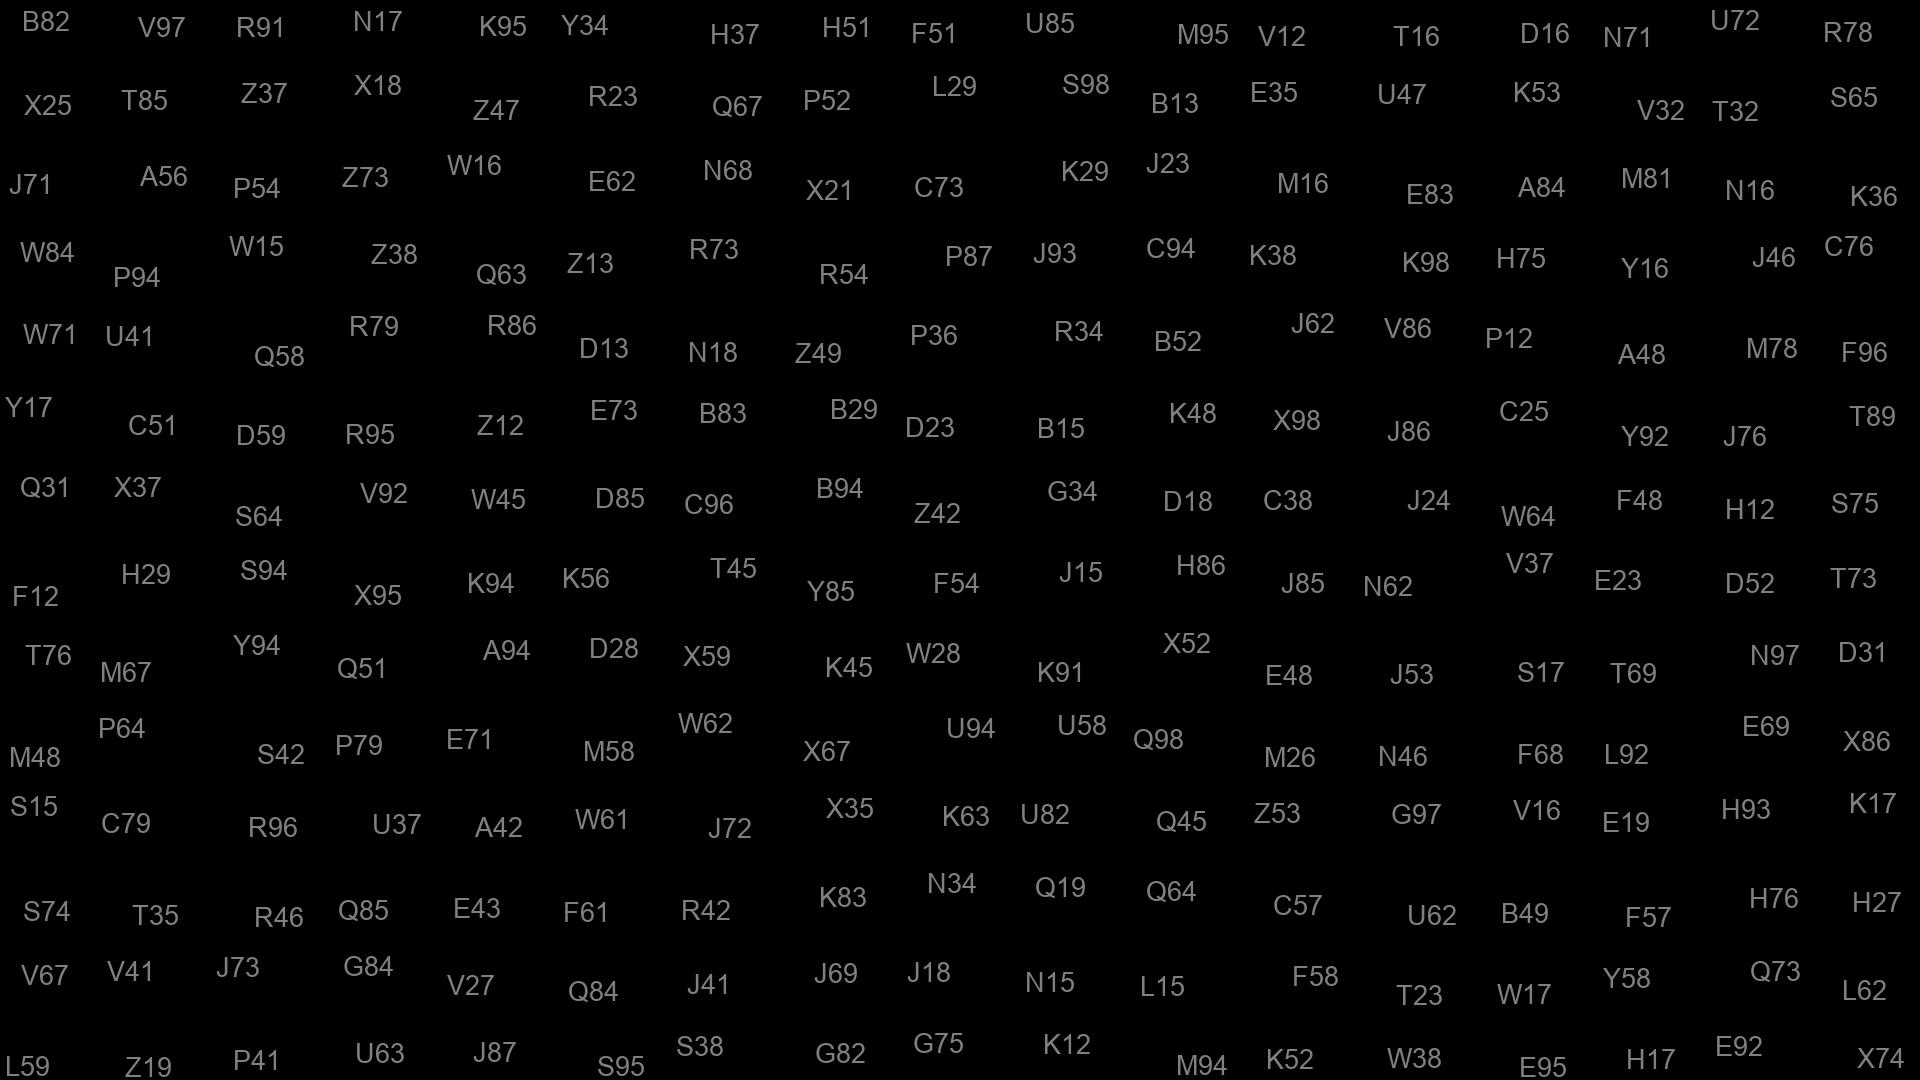 B82 V97 R91 N17 K95 Y34 H37 H51 F51 U85 M95 V12 T16 D16 N71 U72 R78
X25 T85 Z37 X18 Z47 R23 Q67 P52 L29 S98 B13 E35 U47 K53 V32 T32 S65
J71 A56 P54 Z73 W16 E62 N68 X21 C73 K29 J23 M16 E83 A84 M81 N16 K36
W84 P94 W15 Z38 Q63 Z13 R73 R54 P87 J93 C94 K38 K98 H75 Y16 J46 C76
W71 U41 Q58 R79 R86 D13 N18 Z49 P36 R34 B52 J62 V86 P12 A48 M78 F96
Y17 C51 D59 R95 Z12 E73 B83 B29 D23 B15 K48 X98 J86 C25 Y92 J76 T89
Q31 X37 S64 V92 W45 D85 C96 B94 Z42 G34 D18 C38 J24 W64 F48 H12 S75
F12 H29 S94 X95 K94 K56 T45 Y85 F54 J15 H86 J85 N62 V37 E23 D52 T73
T76 M67 Y94 Q51 A94 D28 X59 K45 W28 K91 X52 E48 J53 S17 T69 N97 D31
M48 P64 S42 P79 E71 M58 W62 X67 U94 U58 Q98 M26 N46 F68 L92 E69 X86
S15 C79 R96 U37 A42 W61 J72 X35 K63 U82 Q45 Z53 G97 V16 E19 H93 K17
S74 T35 R46 Q85 E43 F61 R42 K83 N34 Q19 Q64 C57 U62 B49 F57 H76 H27
V67 V41 J73 G84 V27 Q84 J41 J69 J18 N15 L15 F58 T23 W17 Y58 Q73 L62
L59 Z19 P41 U63 J87 S95 S38 G82 G75 K12 M94 K52 W38 E95 H17 E92 X74